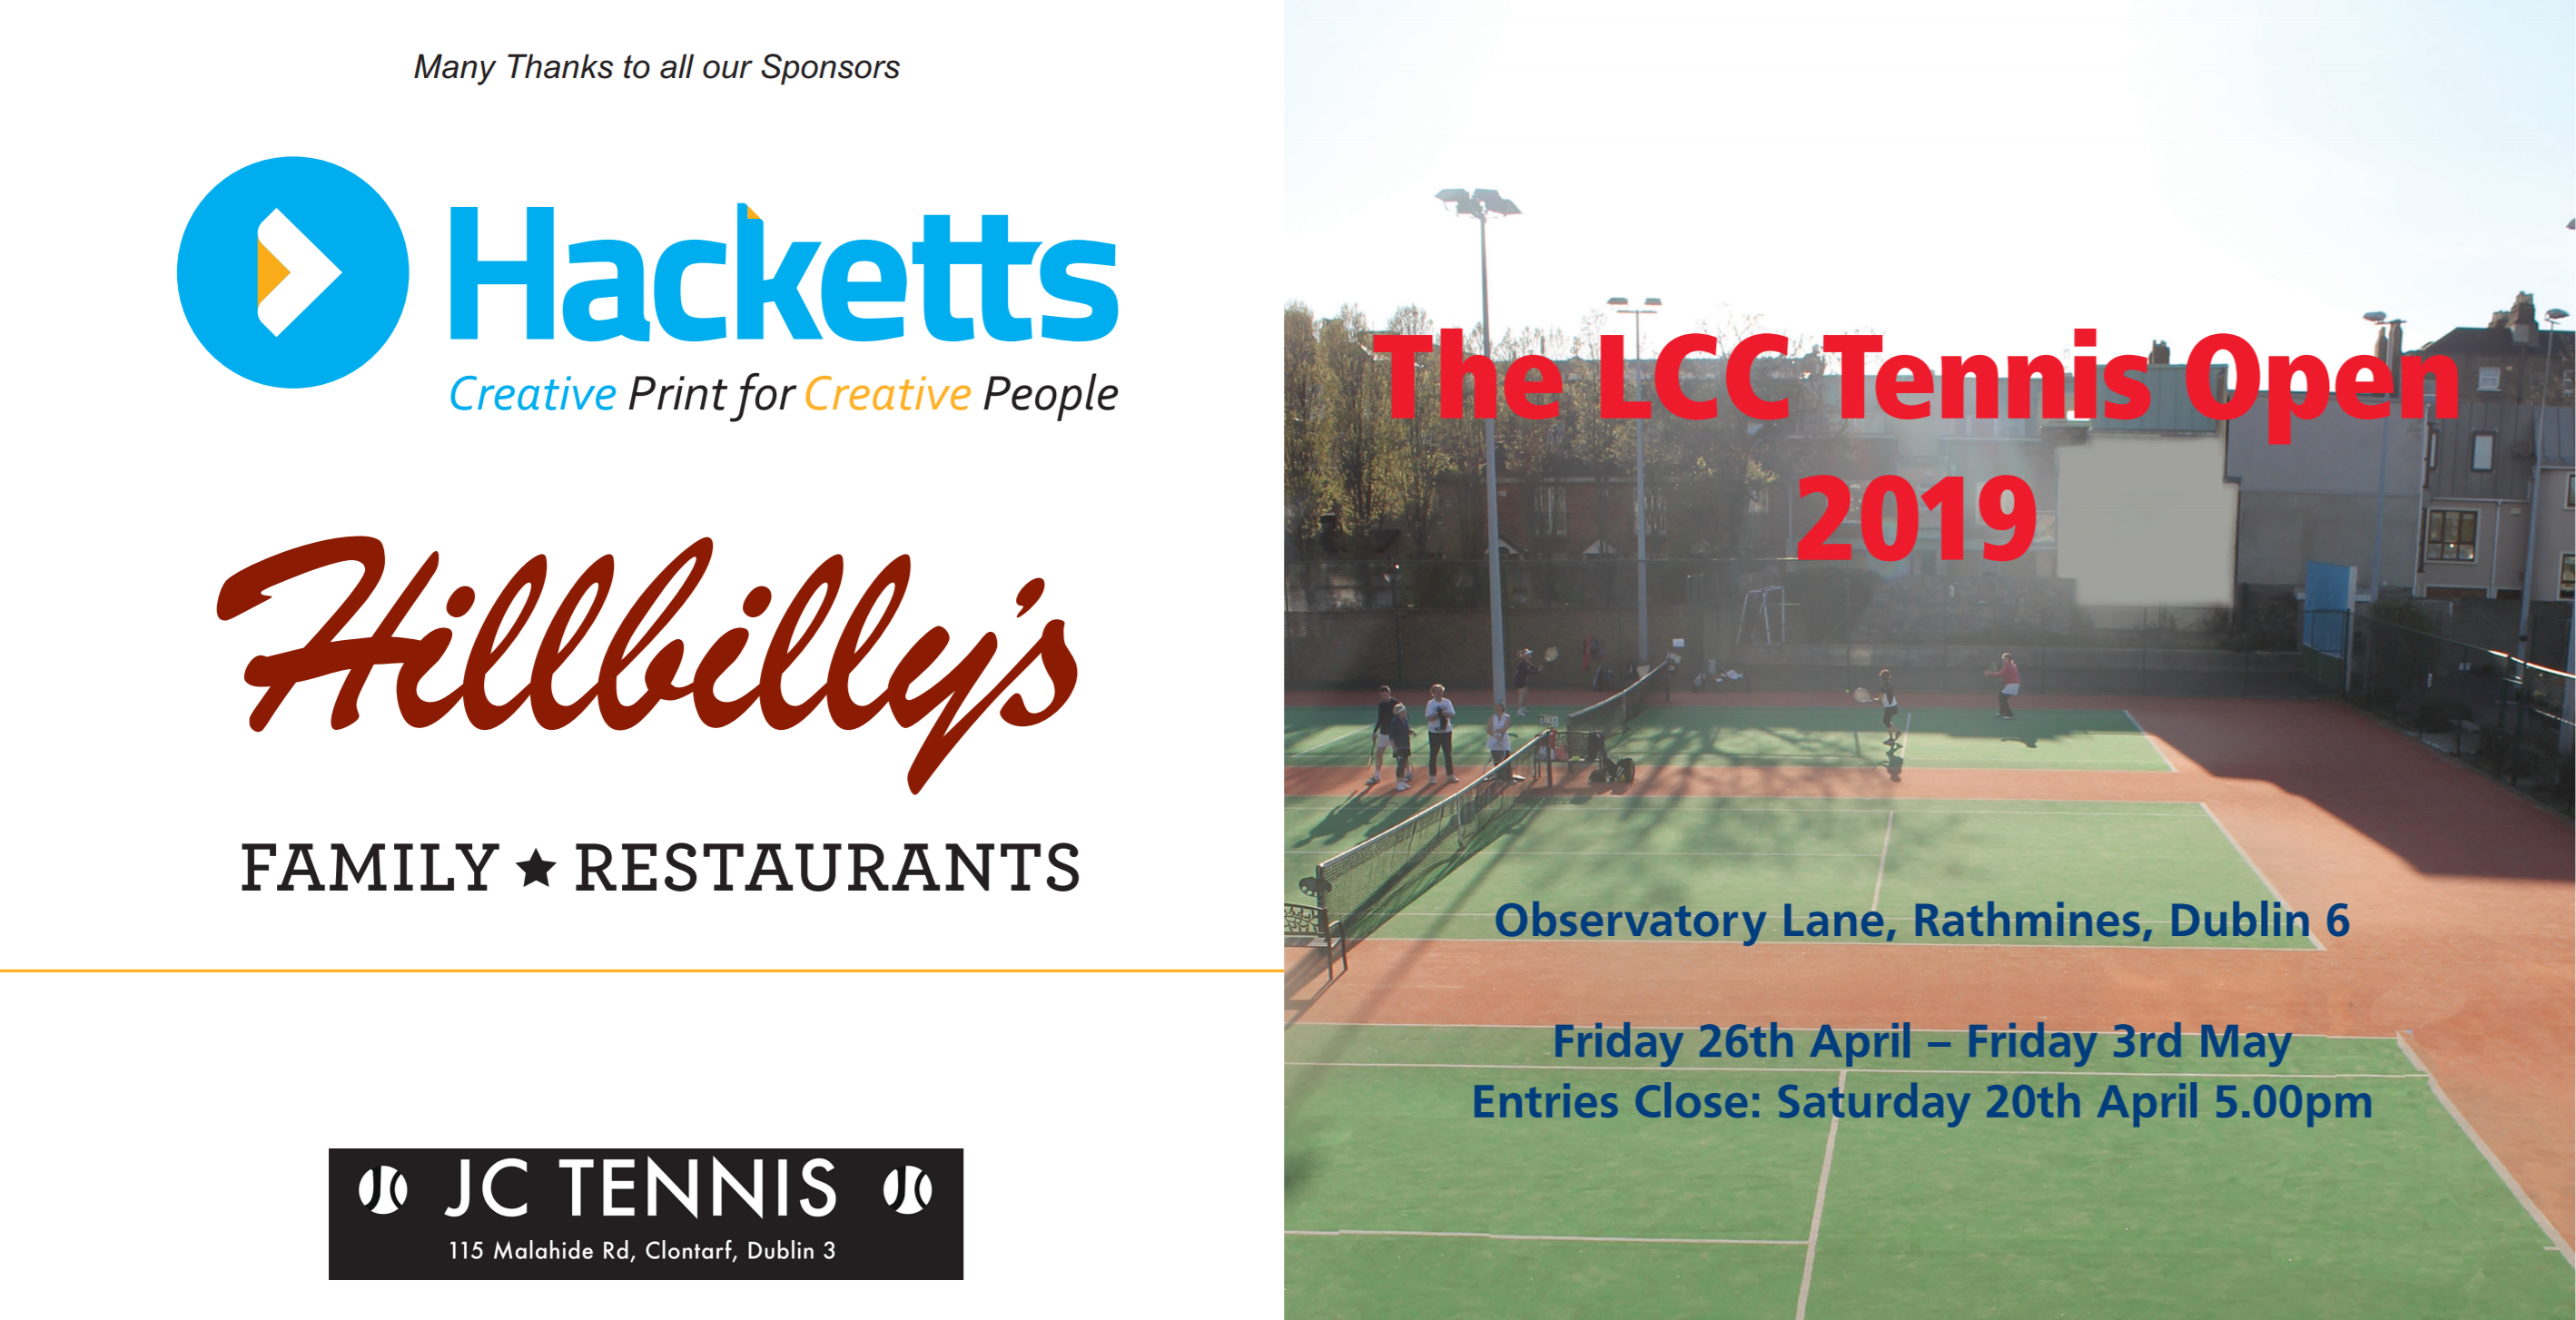 Many Thanks to all our Sponsors
Hacketts
Creative Print for Creative People
Hillbilly's
FAMILY ★ RESTAURANTS
JC TENNIS
115 Malahide Rd, Clontarf, Dublin 3
The LCC Tennis Open
2019
Observatory Lane, Rathmines, Dublin 6
Friday 26th April – Friday 3rd May
Entries Close: Saturday 20th April 5.00pm